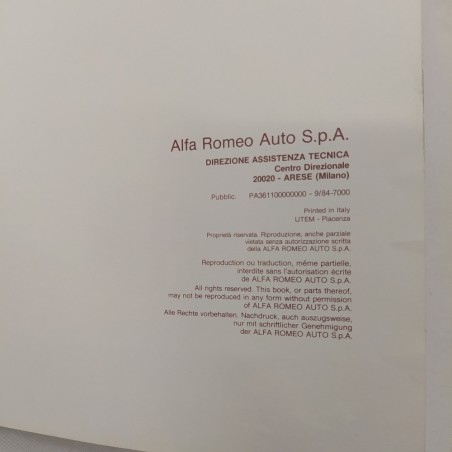 Alfa Romeo Auto S.p.A.
DIREZIONE ASSISTENZA TECNICA
Centro Direzionale
20020 - ARESE (Milano)
Pubblic. PA361100000000 - 9/84-7000
Printed in Italy
UTEM - Piacenza
Proprietà riservata. Riproduzione, anche parziale
vietata senza autorizzazione scritta
della ALFA ROMEO AUTO S.p.A.
Reproduction ou traduction, même partielle,
interdite sans l'autorisation écrite
de ALFA ROMEO AUTO S.p.A.
All rights reserved. This book, or parts thereof,
may not be reproduced in any form without permission
of ALFA ROMEO AUTO S.p.A.
Alle Rechte vorbehalten. Nachdruck, auch auszugsweise,
nur mit schriftlicher Genehmigung
der ALFA ROMEO AUTO S.p.A.